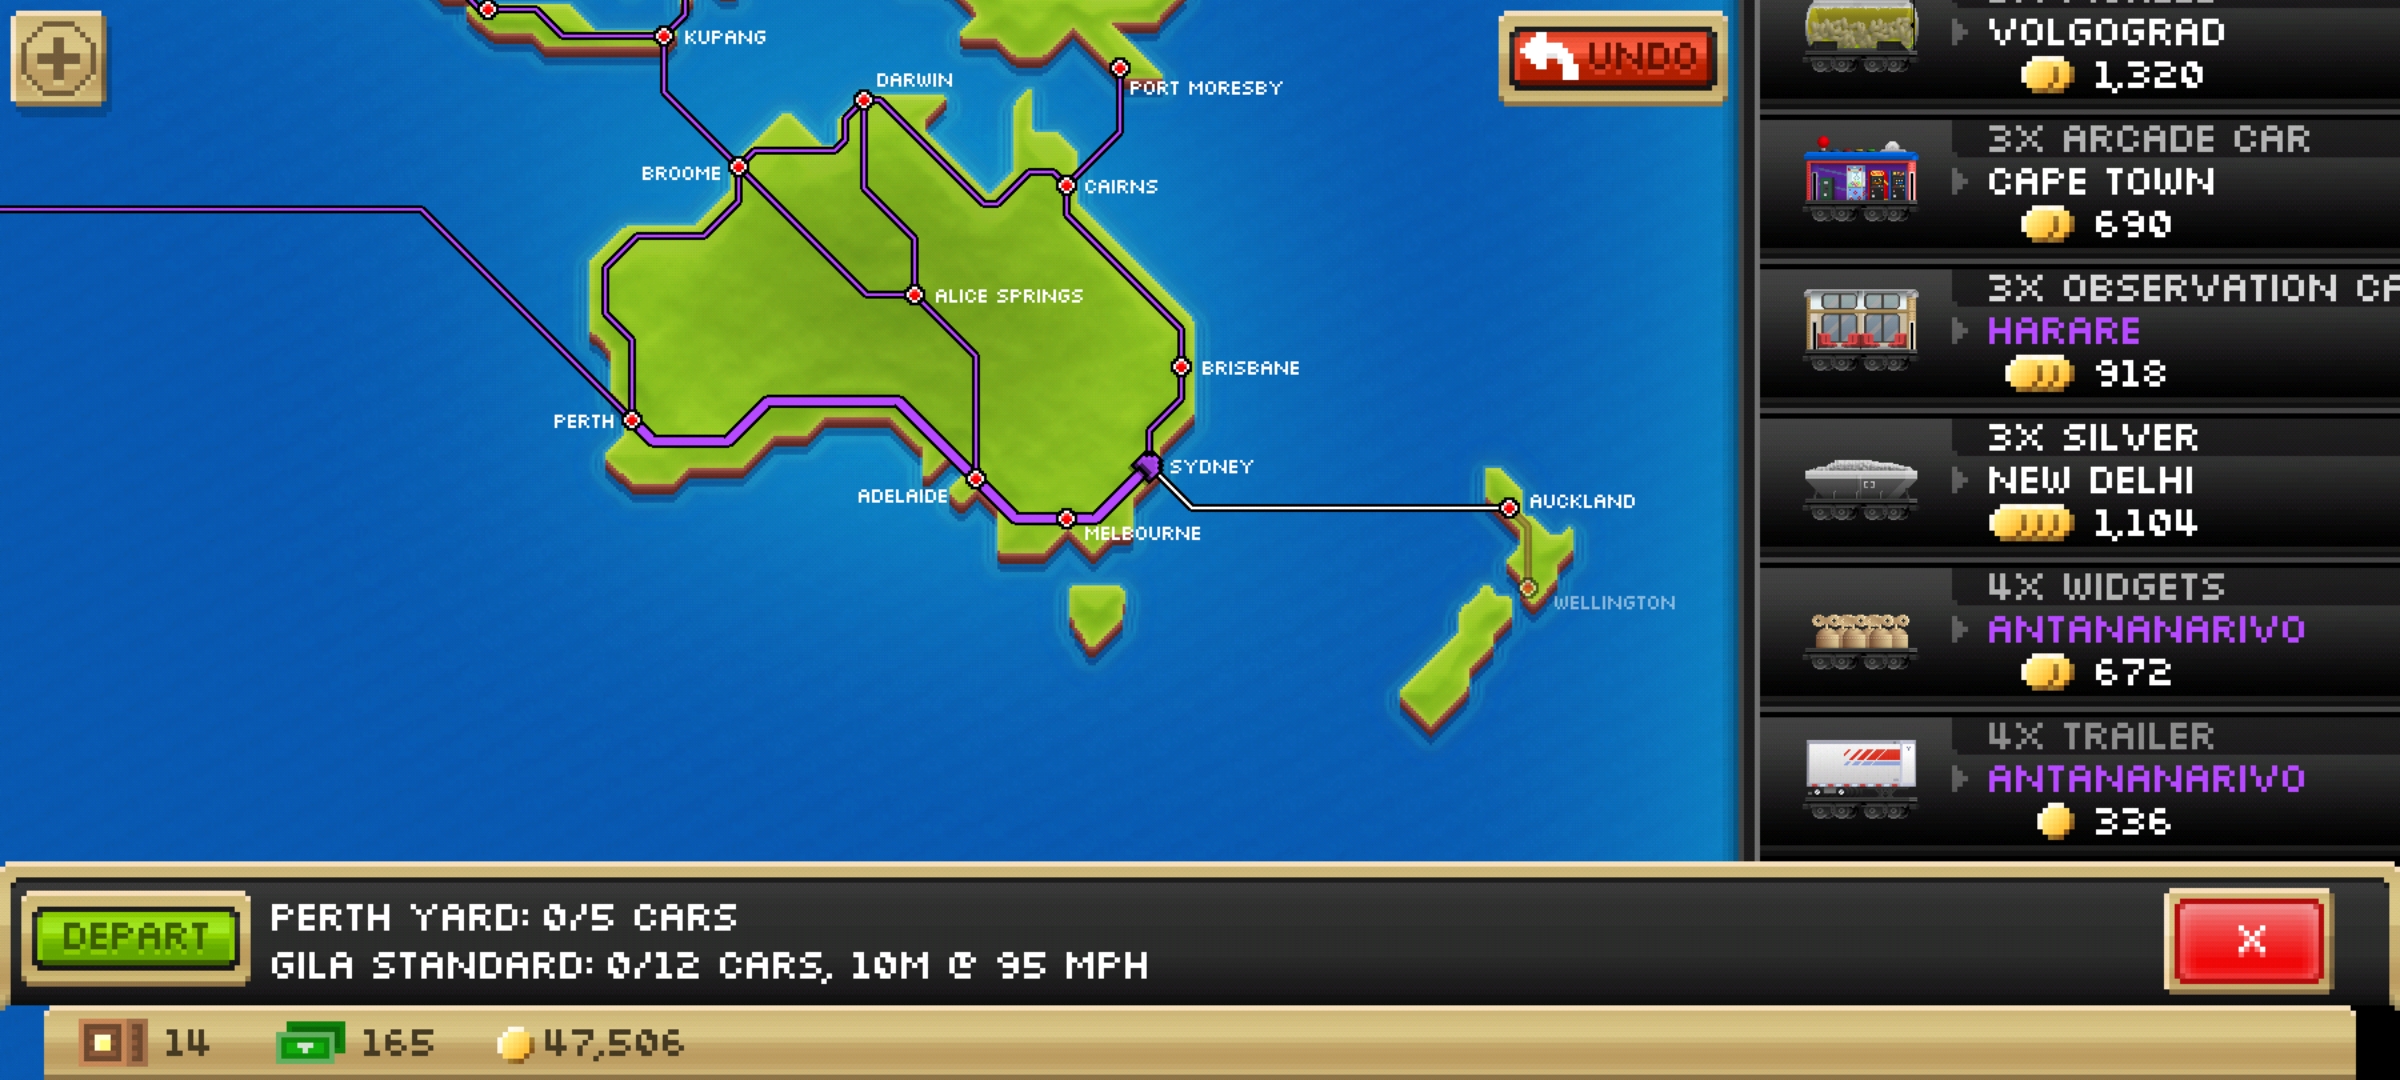 KUPANG
DARWIN
PORT MORESBY
BROOME
CAIRNS
ALICE SPRINGS
BRISBANE
PERTH
SYDNEY
ADELAIDE
MELBOURNE
AUCKLAND
WELLINGTON
UNDO
VOLGOGRAD
1,320
3X ARCADE CAR
CAPE TOWN
690
3X OBSERVATION CA
HARARE
918
3X SILVER
NEW DELHI
1,104
4X WIDGETS
ANTANANARIVO
672
4X TRAILER
ANTANANARIVO
336
DEPART
PERTH YARD: 0/5 CARS
GILA STANDARD: 0/12 CARS, 10M @ 95 MPH
X
14
165
47,506